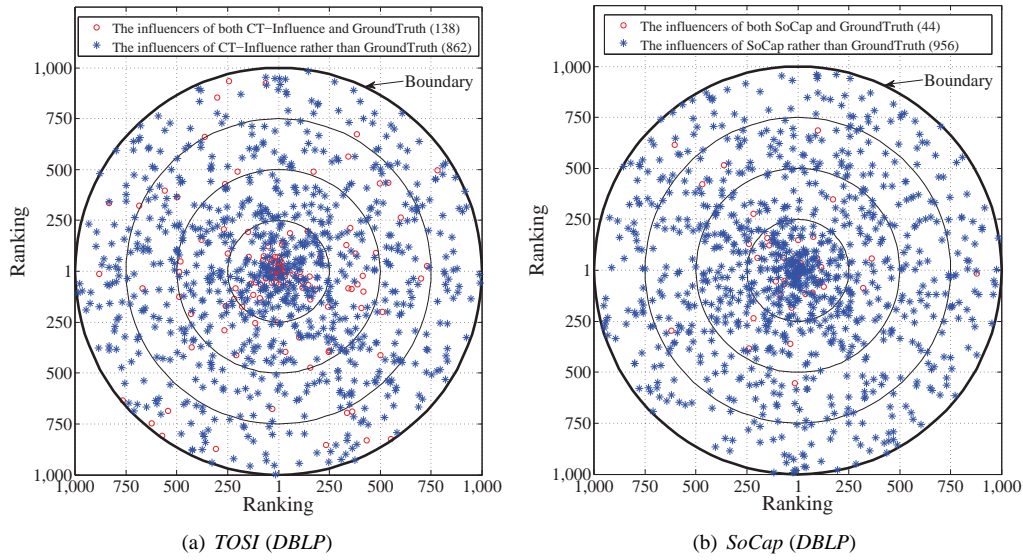 The influencers of both CT−Influence and GroundTruth (138)
The influencers of CT−Influence rather than GroundTruth (862)
1,000
750
500
250
1
250
500
750
1,000
Ranking
Boundary
1,000 750 500 250 1 250 500 750 1,000
Ranking
(a) TOSI (DBLP)
The influencers of both SoCap and GroundTruth (44)
The influencers of SoCap rather than GroundTruth (956)
1,000
750
500
250
1
250
500
750
1,000
Ranking
Boundary
1,000 750 500 250 1 250 500 750 1,000
Ranking
(b) SoCap (DBLP)